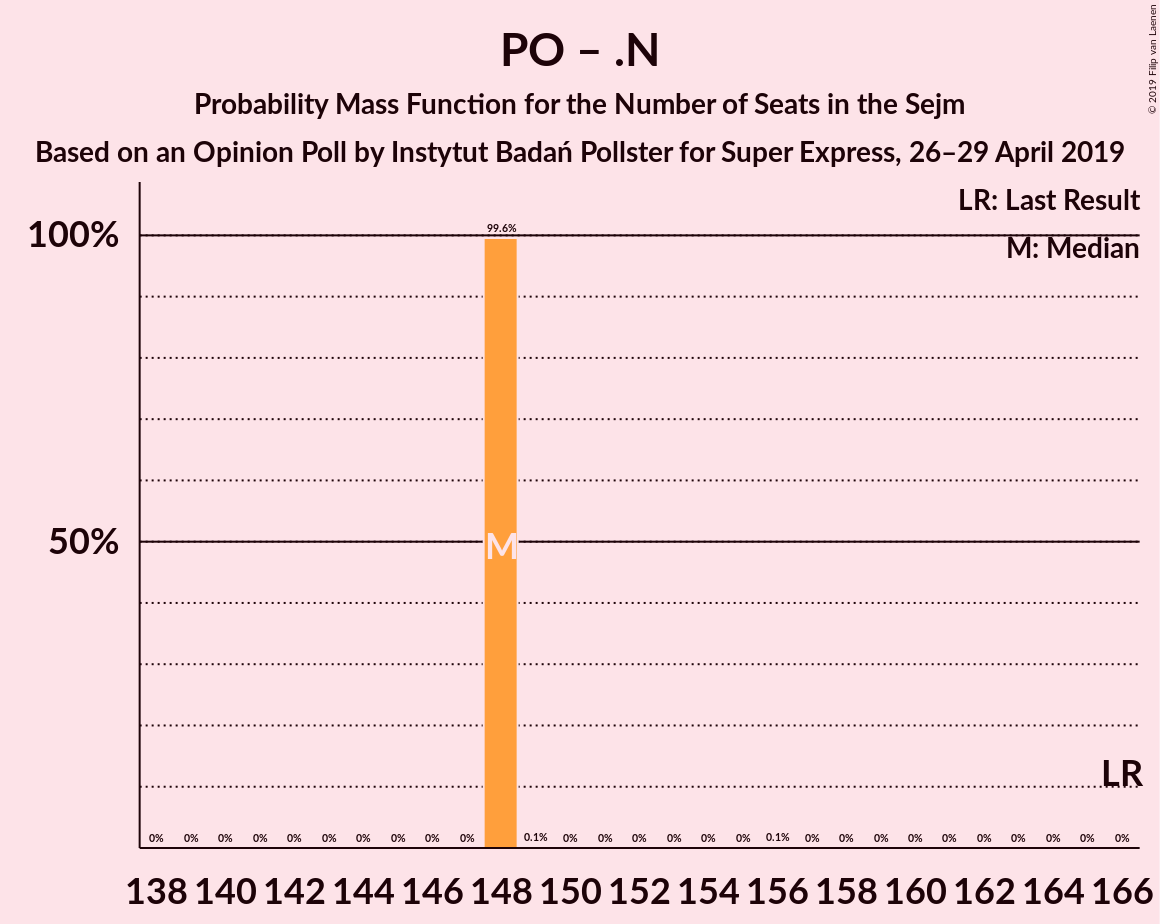 PO – .N
Probability Mass Function for the Number of Seats in the Sejm
Based on an Opinion Poll by Instytut Badań Pollster for Super Express, 26–29 April 2019
© 2019 Filip van Laenen
LR: Last Result
M: Median
100%
50%
99.6%
M
LR
0% 0% 0% 0% 0% 0% 0% 0% 0% 0% 0.1% 0% 0% 0% 0% 0% 0% 0.1% 0% 0% 0% 0% 0% 0% 0% 0% 0% 0%
138 140 142 144 146 148 150 152 154 156 158 160 162 164 166